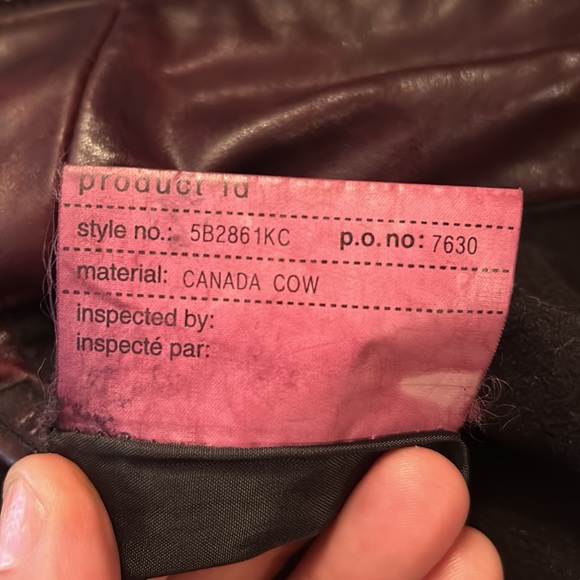 product id
style no.: 5B2861KC p.o. no: 7630
material: CANADA COW
inspected by:
inspecté par: